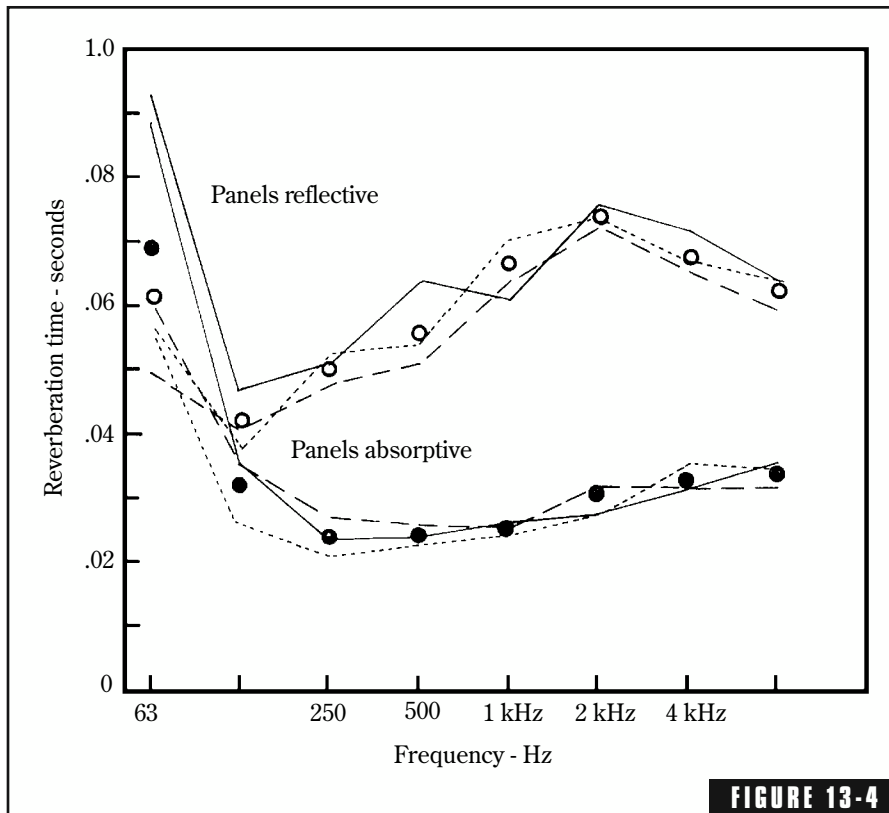 1.0
.08
Panels reflective
.06
Reverberation time - seconds
.04
Panels absorptive
.02
0
63
250
500
1 kHz
2 kHz
4 kHz
Frequency - Hz
FIGURE 13-4